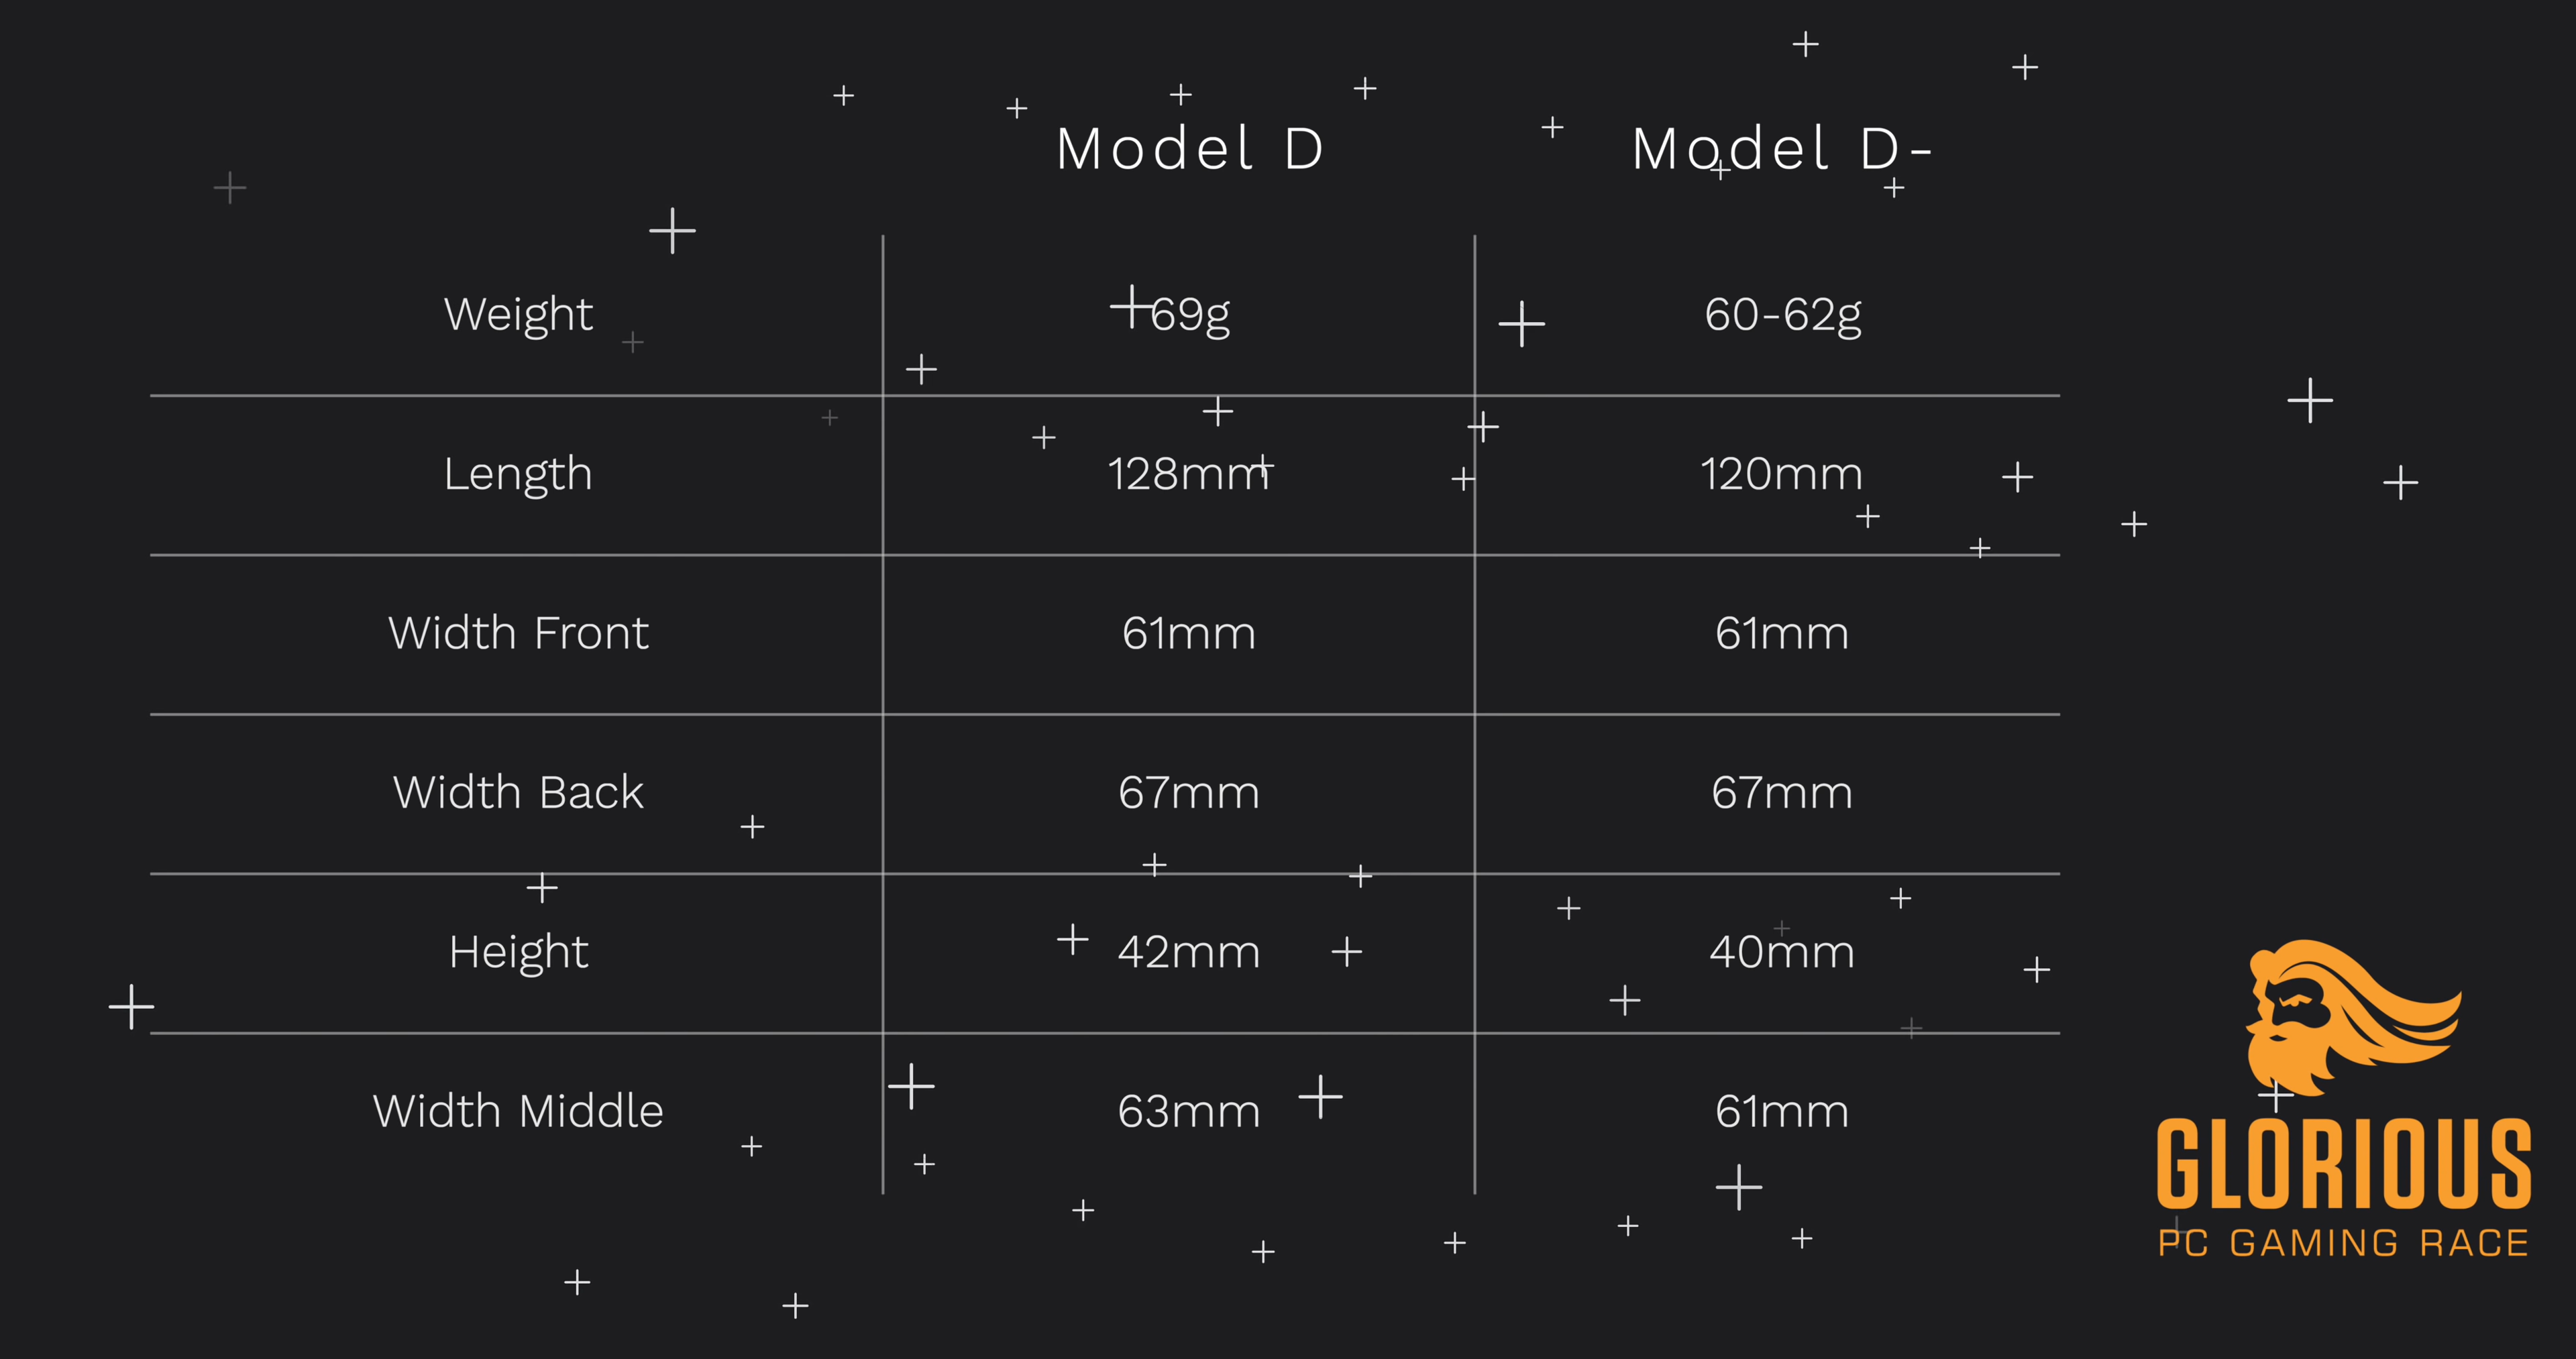 Model D Model D-
Weight 69g 60-62g
Length 128mm 120mm
Width Front 61mm 61mm
Width Back 67mm 67mm
Height 42mm 40mm
Width Middle 63mm 61mm
GLORIOUS
PC GAMING RACE